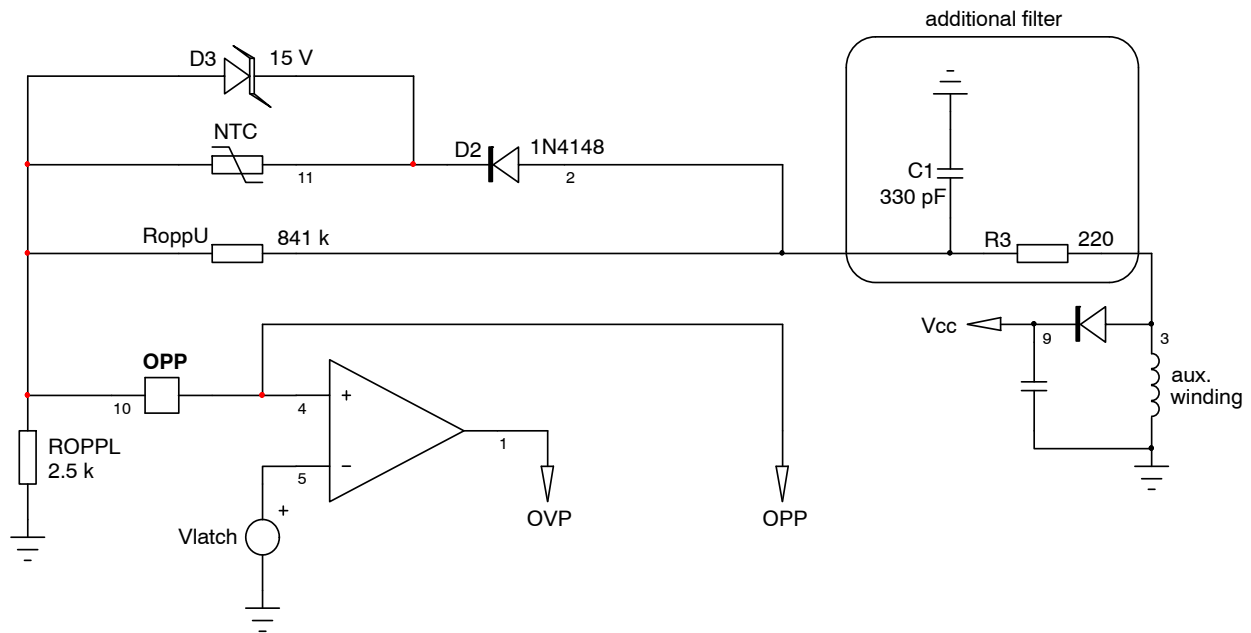 additional filter
D3
15 V
NTC
11
D2
1N4148
2
C1
330 pF
RoppU
841 k
R3
220
Vcc
9
3
aux.
winding
OPP
10
4
+
5
−
1
ROPPL
2.5 k
Vlatch
+
OVP
OPP